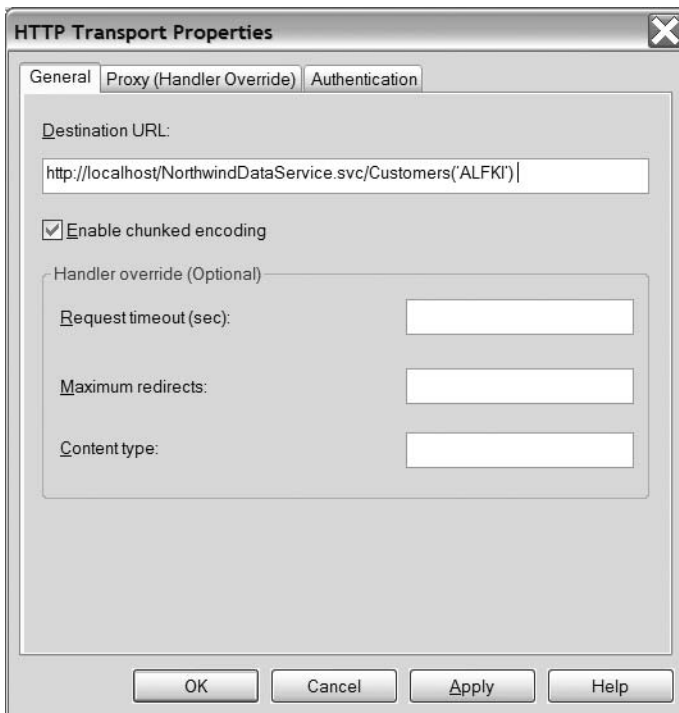 HTTP Transport Properties
General Proxy (Handler Override) Authentication
Destination URL:
http://localhost/NorthwindDataService.svc/Customers('ALFKI')
Enable chunked encoding
Handler override (Optional)
Request timeout (sec):
Maximum redirects:
Content type:
OK Cancel Apply Help